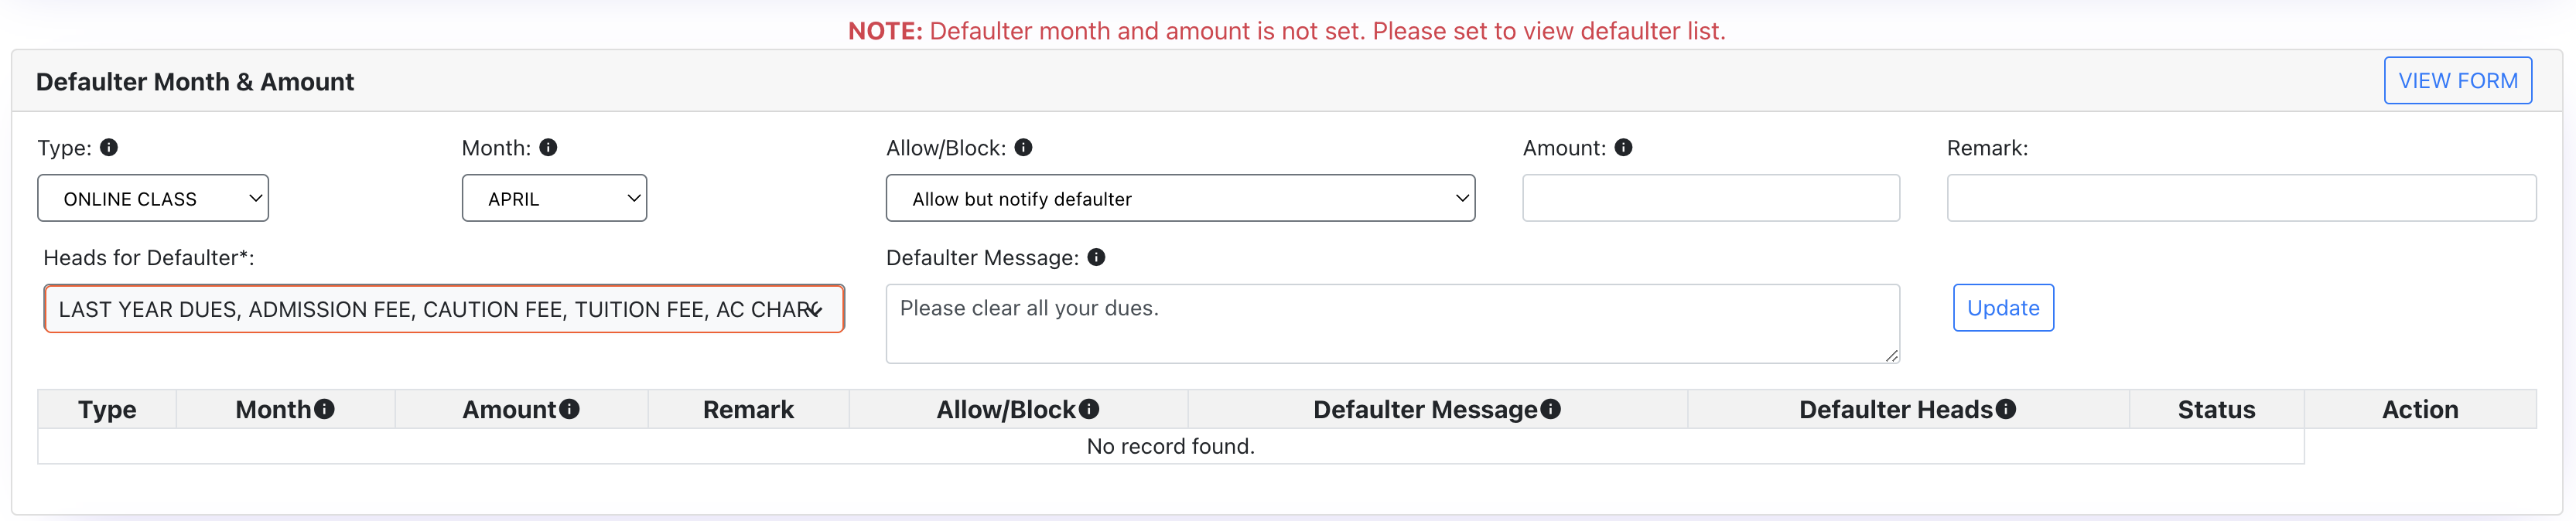 NOTE: Defaulter month and amount is not set. Please set to view defaulter list.
Defaulter Month & Amount
VIEW FORM
Type:
Month:
Allow/Block:
Amount:
Remark:
ONLINE CLASS
APRIL
Allow but notify defaulter
Heads for Defaulter*:
Defaulter Message:
LAST YEAR DUES, ADMISSION FEE, CAUTION FEE, TUITION FEE, AC
Please clear all your dues.
Update
Type Month Amount Remark Allow/Block Defaulter Message Defaulter Heads Status Action
No record found.